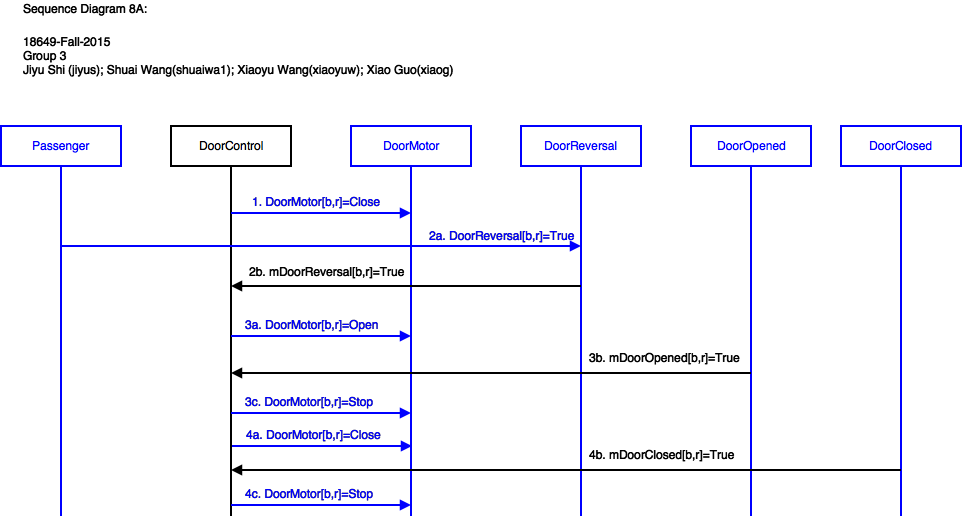 Sequence Diagram 8A:
18649-Fall-2015
Group 3
Jiyu Shi (jiyus); Shuai Wang(shuaiwa1); Xiaoyu Wang(xiaoyuw); Xiao Guo(xiaog)
Passenger
DoorControl
DoorMotor
DoorReversal
DoorOpened
DoorClosed
1. DoorMotor[b,r]=Close
2a. DoorReversal[b,r]=True
2b. mDoorReversal[b,r]=True
3a. DoorMotor[b,r]=Open
3b. mDoorOpened[b,r]=True
3c. DoorMotor[b,r]=Stop
4a. DoorMotor[b,r]=Close
4b. mDoorClosed[b,r]=True
4c. DoorMotor[b,r]=Stop